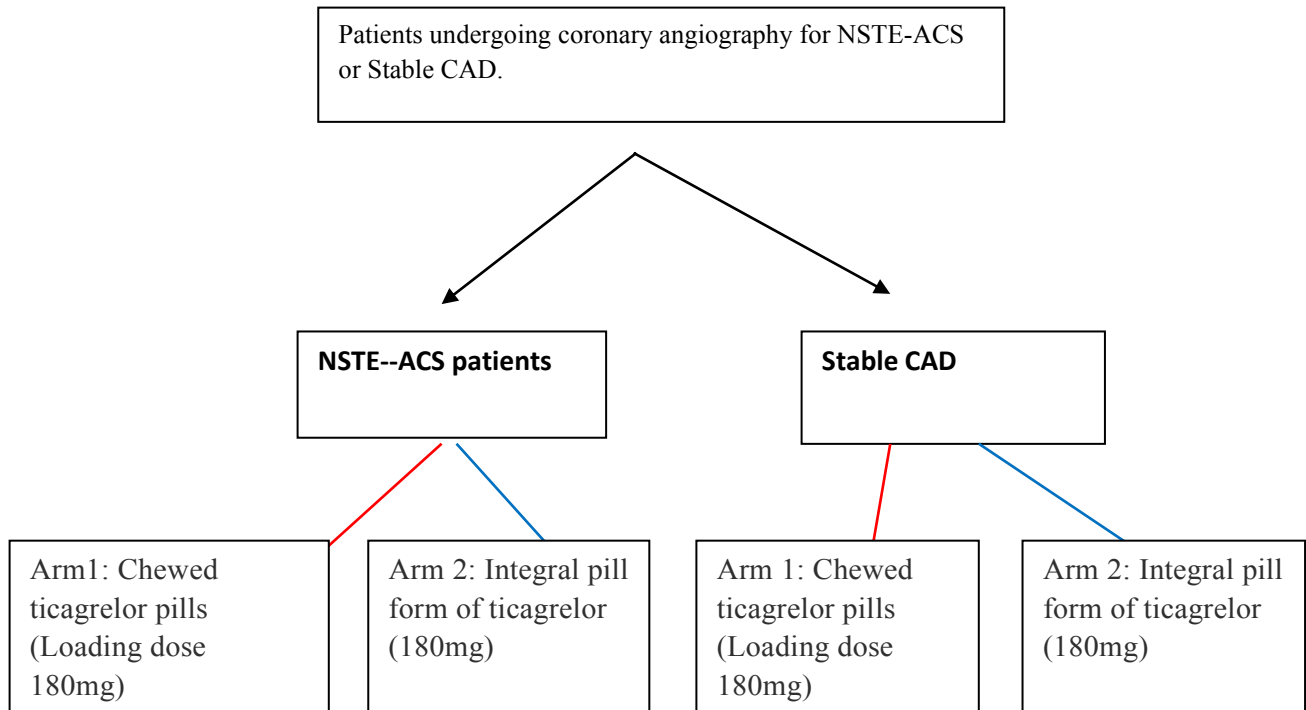 Patients undergoing coronary angiography for NSTE-ACS
or Stable CAD.
NSTE--ACS patients
Stable CAD
Arm1: Chewed
ticagrelor pills
(Loading dose
180mg)
Arm 2: Integral pill
form of ticagrelor
(180mg)
Arm 1: Chewed
ticagrelor pills
(Loading dose
180mg)
Arm 2: Integral pill
form of ticagrelor
(180mg)